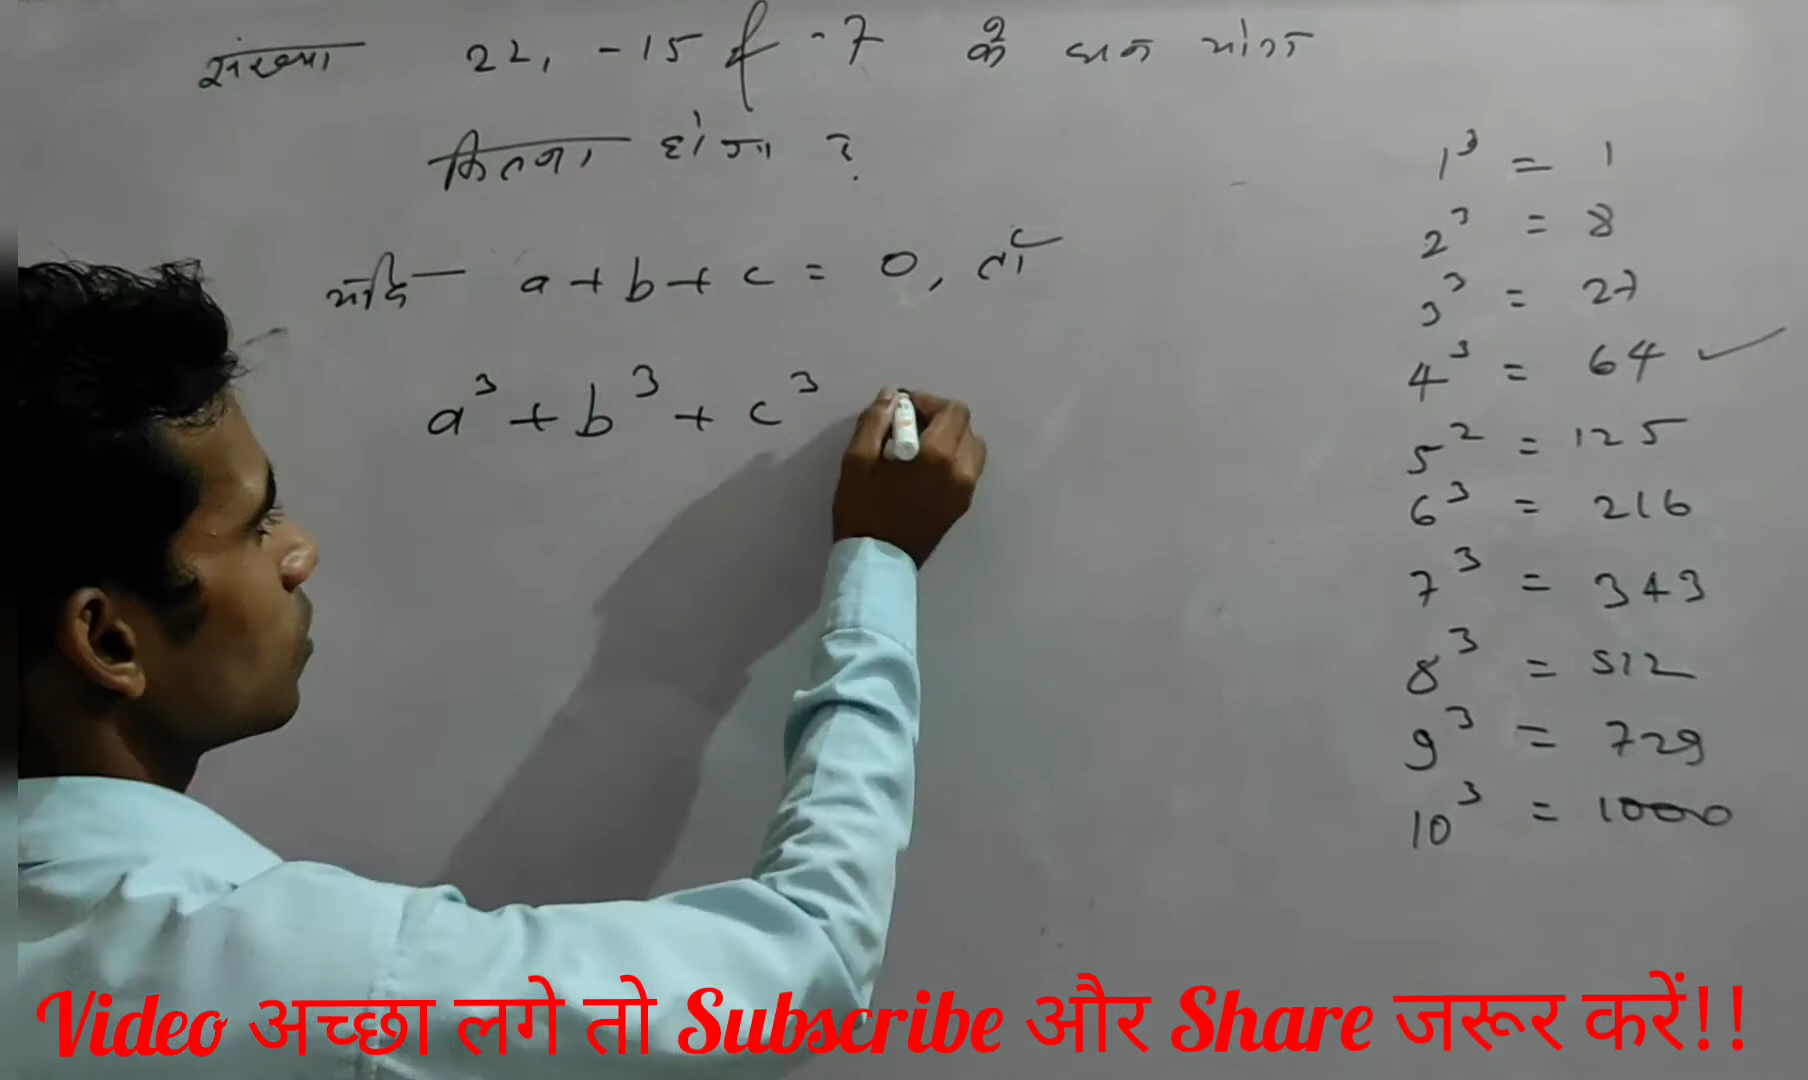 संख्या 22, -15 व -7 के घन योग
कितना होगा ?
यदि a + b + c = 0, तो
a³ + b³ + c³
1³ = 1
2³ = 8
3³ = 27
4³ = 64 ✓
5² = 125
6³ = 216
7³ = 343
8³ = 512
9³ = 729
10³ = 1000
Video अच्छा लगे तो Subscribe और Share जरूर करें!!